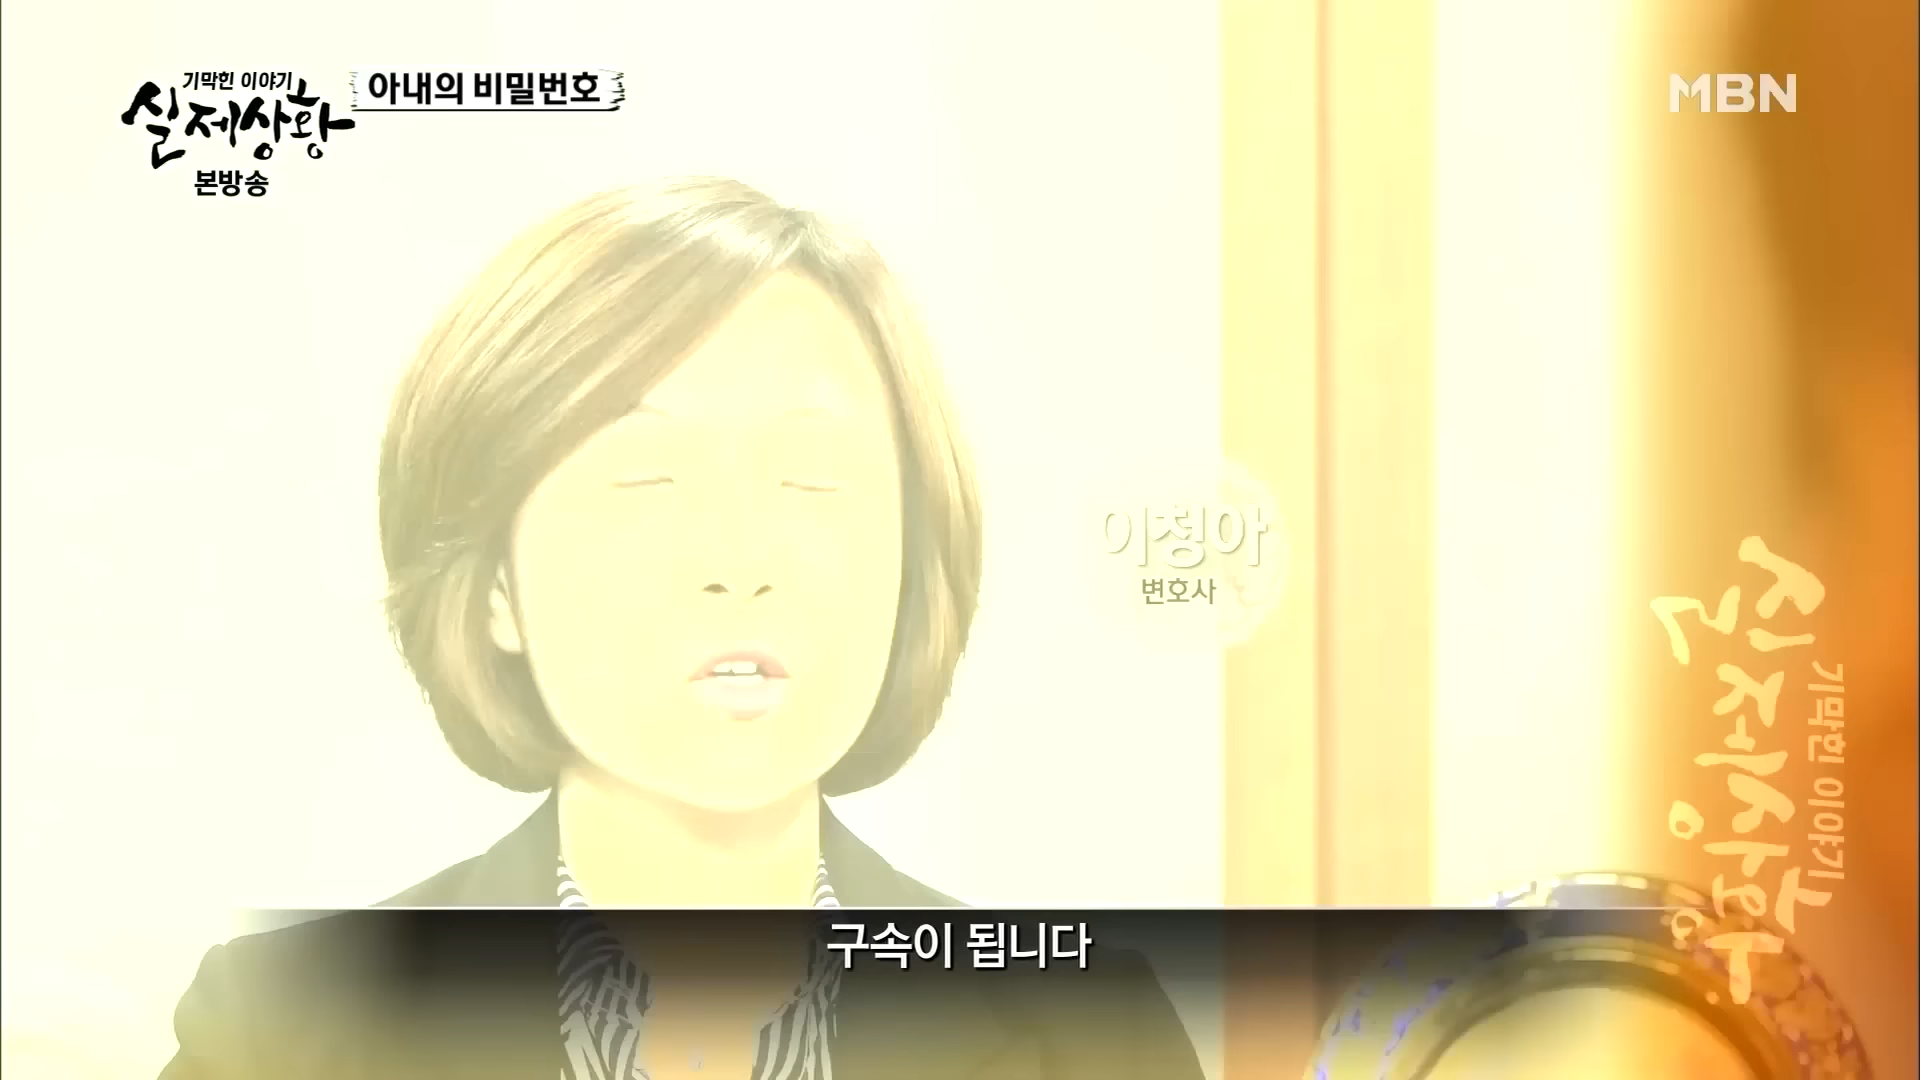 기막힌 이야기
실제상황
본방송
아내의 비밀번호
MBN
이청아
변호사
기막힌 이야기
실제상황
구속이 됩니다